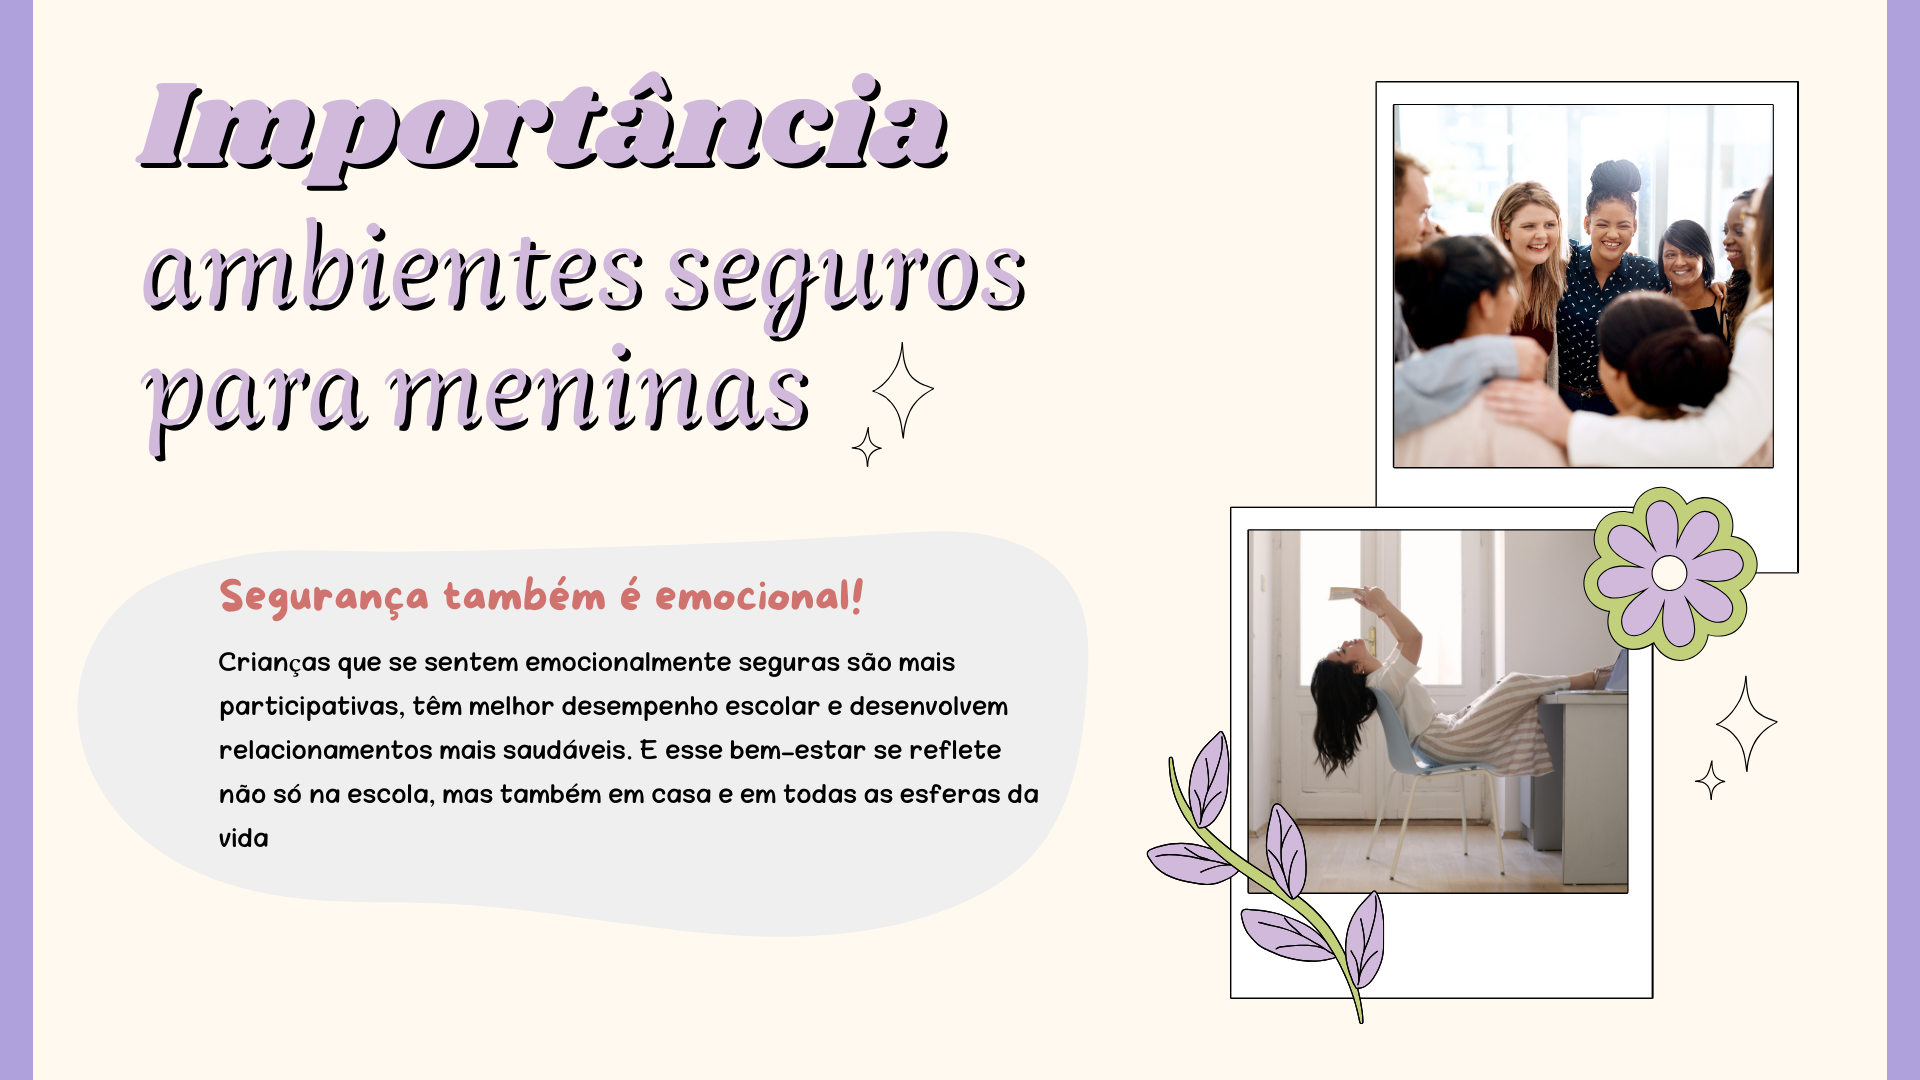 Importância
ambientes seguros
para meninas
Segurança também é emocional!
Crianças que se sentem emocionalmente seguras são mais
participativas, têm melhor desempenho escolar e desenvolvem
relacionamentos mais saudáveis. E esse bem-estar se reflete
não só na escola, mas também em casa e em todas as esferas da
vida